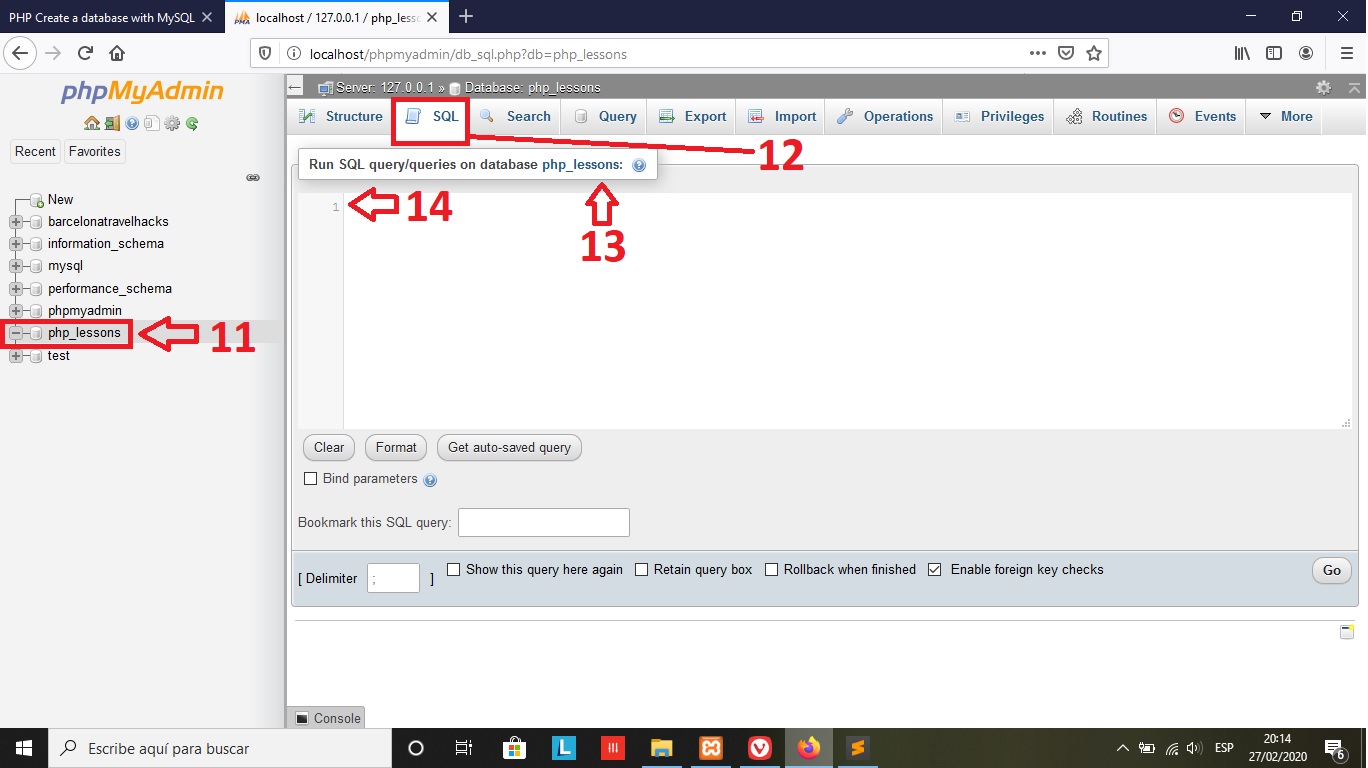 PHP Create a database with MySQL
localhost / 127.0.0.1 / php_less
localhost/phpmyadmin/db_sql.php?db=php_lessons
phpMyAdmin
Recent
Favorites
New
barcelonatravelhacks
information_schema
mysql
performance_schema
phpmyadmin
php_lessons
11
test
Server: 127.0.0.1 » Database: php_lessons
Structure
SQL
Search
Query
Export
Import
Operations
Privileges
Routines
Events
More
12
Run SQL query/queries on database php_lessons:
1
14
13
Clear
Format
Get auto-saved query
Bind parameters
Bookmark this SQL query:
[ Delimiter ; ]
Show this query here again
Retain query box
Rollback when finished
Enable foreign key checks
Go
Console
Escribe aquí para buscar
L
ESP
20:14
27/02/2020
6